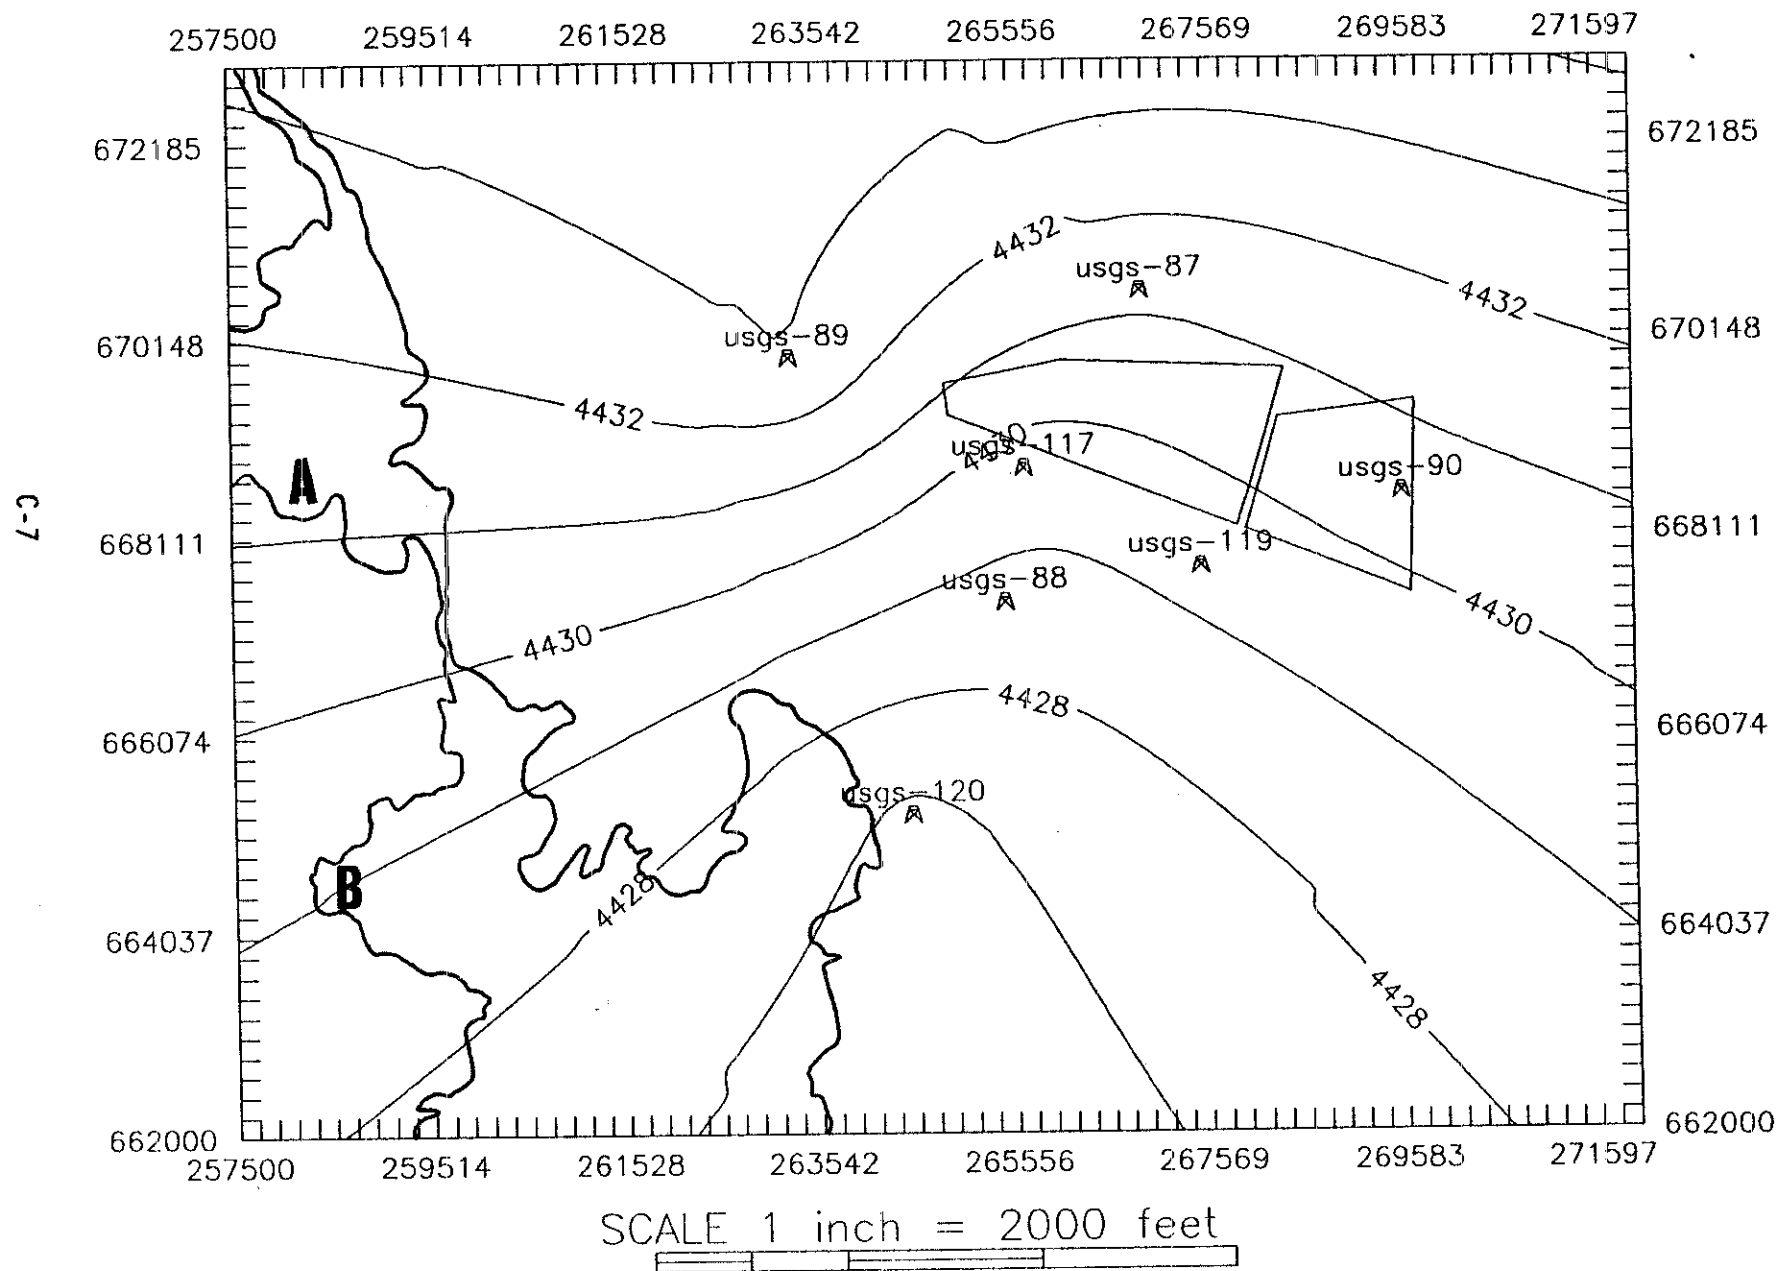 257500 259514 261528 263542 265556 267569 269583 271597
672185 672185
4432
usgs-87
4432
670148 670148
usgs-89
4432
usgs-117
4430
usgs-90
A
C-7
668111 668111
usgs-119
usgs-88
4430
4430
4428
666074 666074
usgs-120
B
4428
664037 664037
4428
662000 662000
257500 259514 261528 263542 265556 267569 269583 271597
SCALE 1 inch = 2000 feet